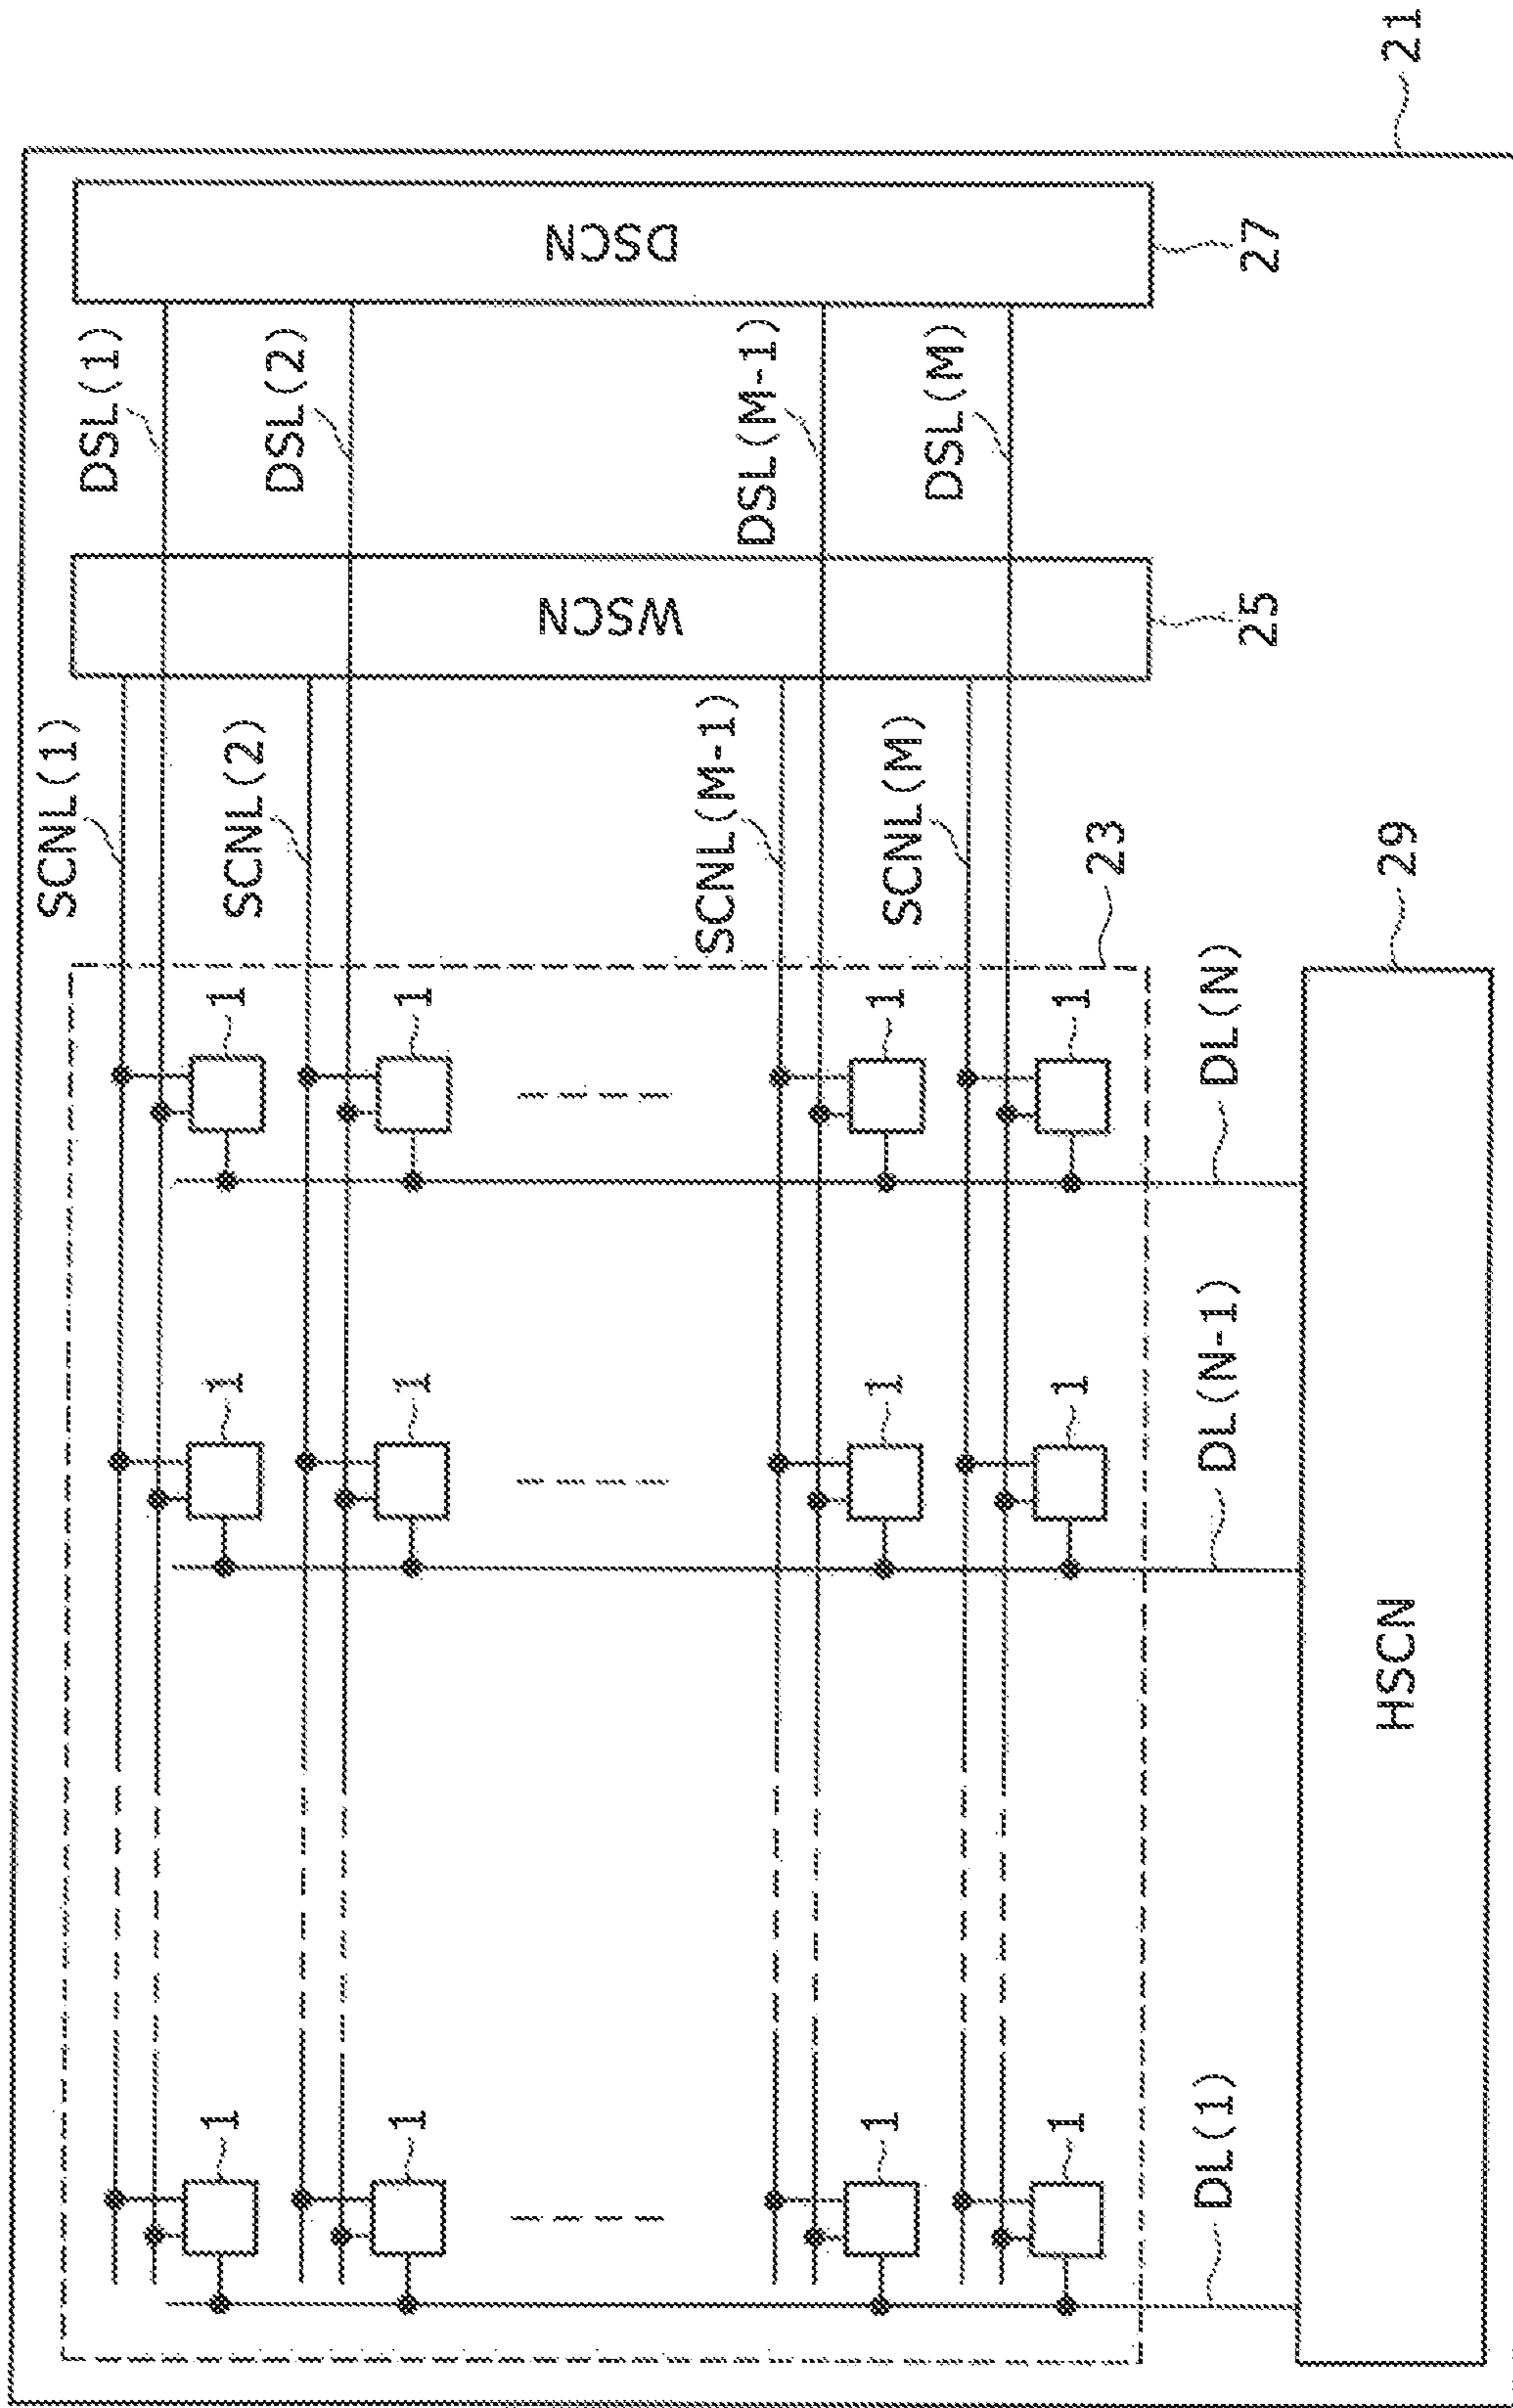 21
DSCN
27
DSL(1)
DSL(2)
DSL(M-1)
DSL(M)
WSCN
25
SCNL(1)
SCNL(2)
SCNL(M-1)
SCNL(M)
23
29
1
1
1
1
DL(N)
1
1
1
1
DL(N-1)
HSCN
1
1
1
1
DL(1)